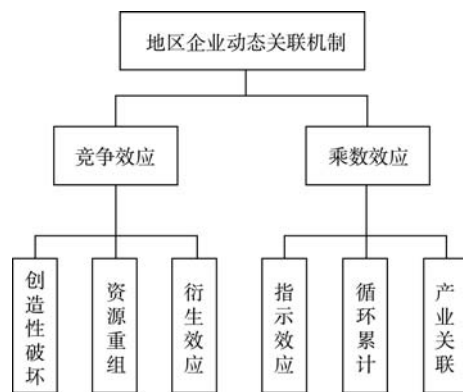 地区企业动态关联机制
竞争效应
乘数效应
创造性破坏
资源重组
衍生效应
指示效应
循环累计
产业关联